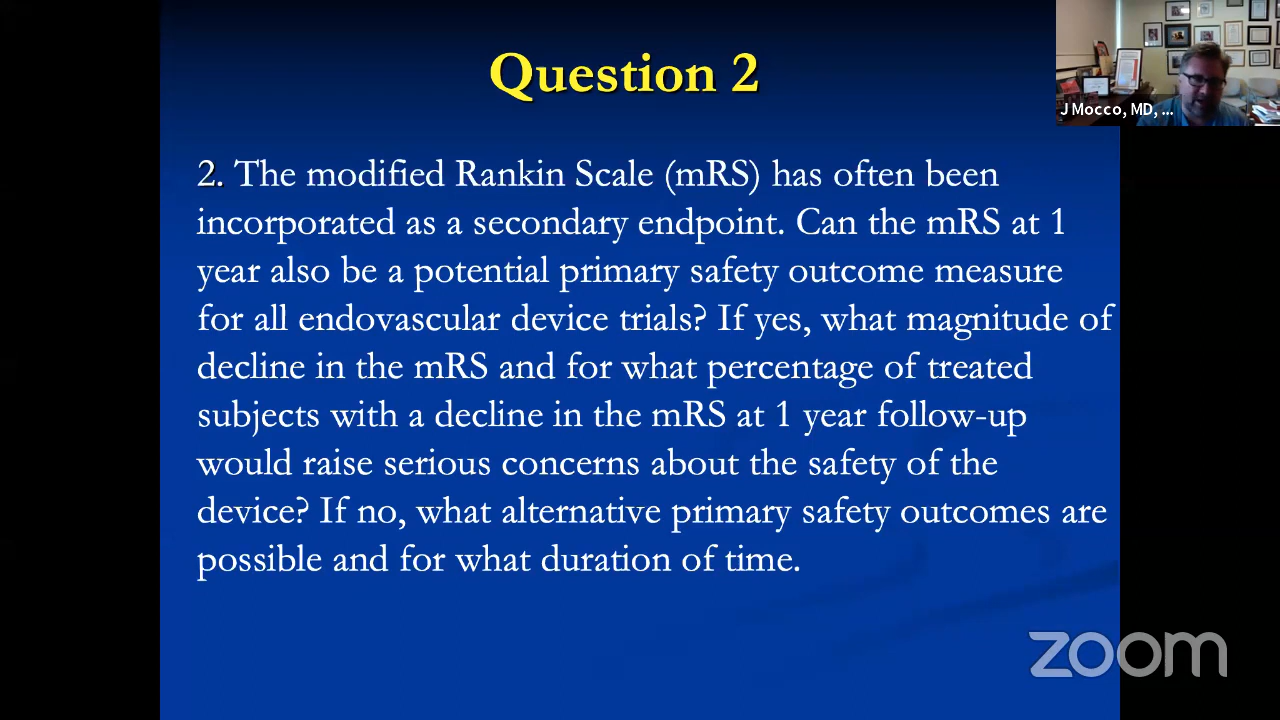 Question 2
J Mocco, MD, ...
2. The modified Rankin Scale (mRS) has often been
incorporated as a secondary endpoint. Can the mRS at 1
year also be a potential primary safety outcome measure
for all endovascular device trials? If yes, what magnitude of
decline in the mRS and for what percentage of treated
subjects with a decline in the mRS at 1 year follow-up
would raise serious concerns about the safety of the
device? If no, what alternative primary safety outcomes are
possible and for what duration of time.
zoom